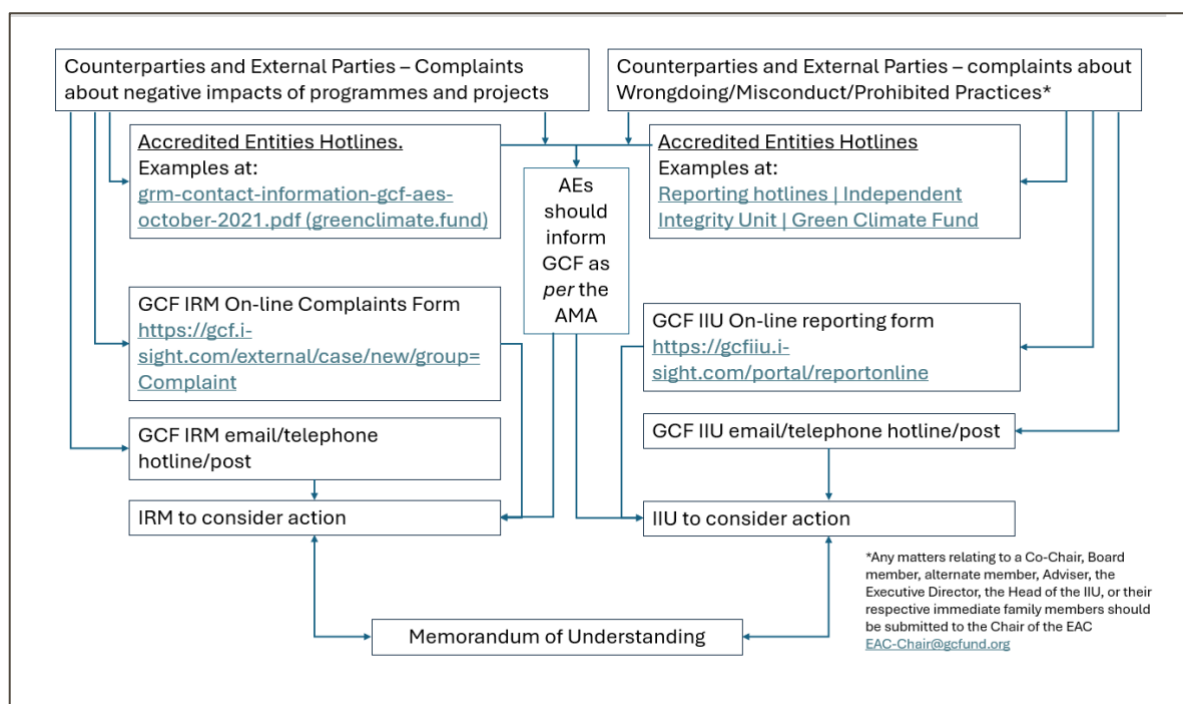 Counterparties and External Parties – Complaints
about negative impacts of programmes and projects
Counterparties and External Parties – complaints about
Wrongdoing/Misconduct/Prohibited Practices*
Accredited Entities Hotlines.
Examples at:
grm-contact-information-gcf-aes-
october-2021.pdf (greenclimate.fund)
AEs
should
inform
GCF as
per the
AMA
Accredited Entities Hotlines
Examples at:
Reporting hotlines | Independent
Integrity Unit | Green Climate Fund
GCF IRM On-line Complaints Form
https://gcf.i-
sight.com/external/case/new/group=
Complaint
GCF IIU On-line reporting form
https://gcfiiu.i-
sight.com/portal/reportonline
GCF IRM email/telephone
hotline/post
GCF IIU email/telephone hotline/post
IRM to consider action
IIU to consider action
*Any matters relating to a Co-Chair, Board
member, alternate member, Adviser, the
Executive Director, the Head of the IIU, or their
respective immediate family members should
be submitted to the Chair of the EAC
EAC-Chair@gcfund.org
Memorandum of Understanding